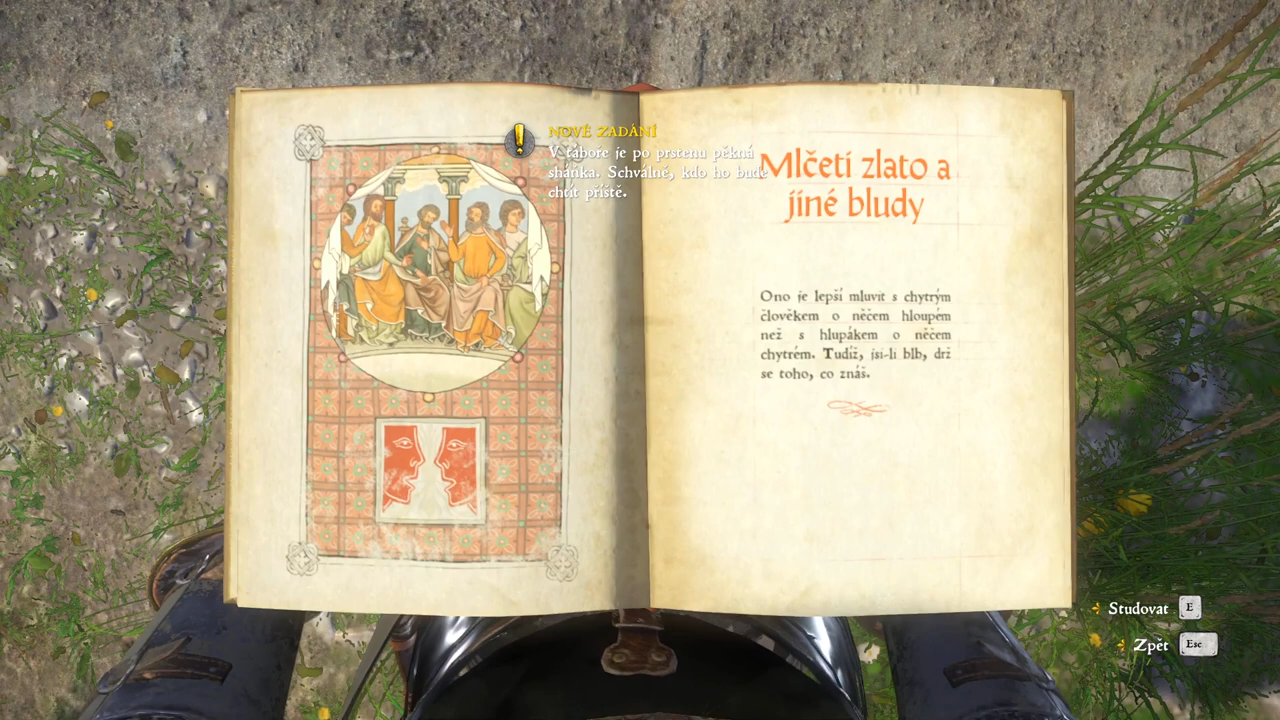 NOVÉ ZADÁNÍ
V táboře je po prstenu pěkná
sháňka. Schválně, kdo ho bude
chtít příště.
Mlčeti zlato a
jiné bludy
Ono je lepší mluvit s chytrým
člověkem o něčem hloupém
než s hlupákem o něčem
chytrém. Tudíž, jsi-li blb, drž
se toho, co znáš.
Studovat E
Zpět Esc